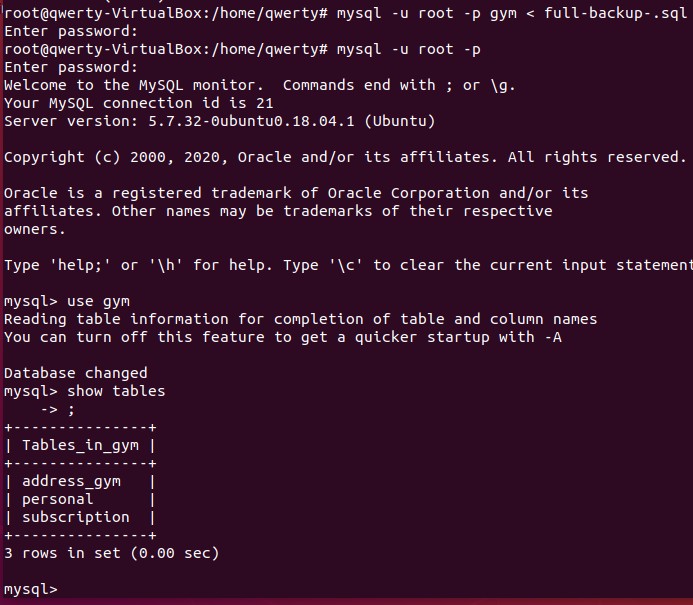 root@qwerty-VirtualBox:/home/qwerty# mysql -u root -p gym < full-backup-.sql
Enter password:
root@qwerty-VirtualBox:/home/qwerty# mysql -u root -p
Enter password:
Welcome to the MySQL monitor.  Commands end with ; or \g.
Your MySQL connection id is 21
Server version: 5.7.32-0ubuntu0.18.04.1 (Ubuntu)

Copyright (c) 2000, 2020, Oracle and/or its affiliates. All rights reserved.

Oracle is a registered trademark of Oracle Corporation and/or its
affiliates. Other names may be trademarks of their respective
owners.

Type 'help;' or '\h' for help. Type '\c' to clear the current input statement

mysql> use gym
Reading table information for completion of table and column names
You can turn off this feature to get a quicker startup with -A

Database changed
mysql> show tables
    -> ;
+---------------+
| Tables_in_gym |
+---------------+
| address_gym   |
| personal      |
| subscription  |
+---------------+
3 rows in set (0.00 sec)

mysql>